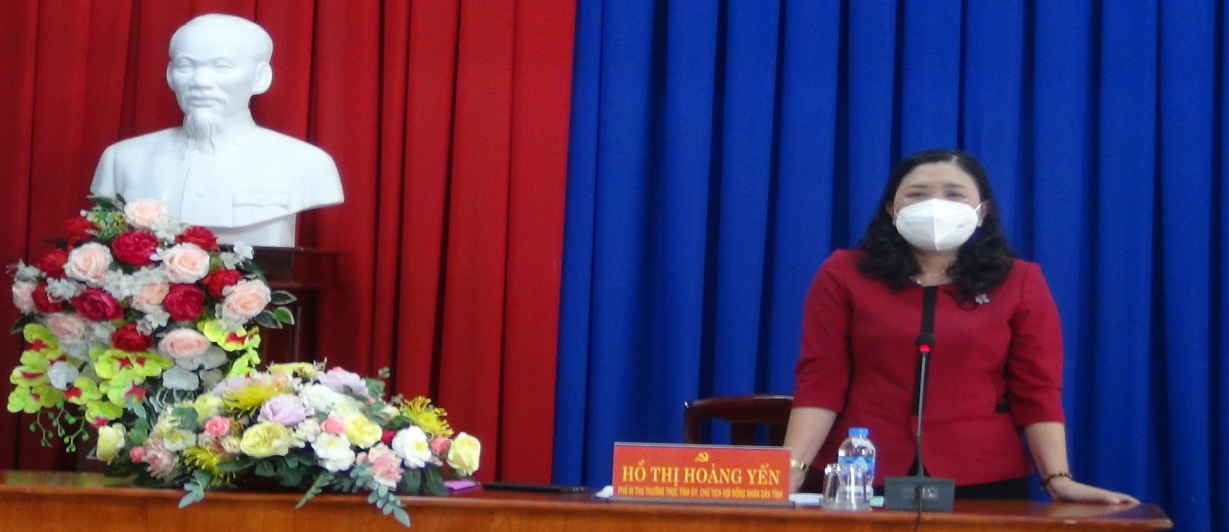 HỒ THỊ HOÀNG YẾN
PHÓ BÍ THƯ THƯỜNG TRỰC TỈNH ỦY, CHỦ TỊCH HỘI ĐỒNG NHÂN DÂN TỈNH